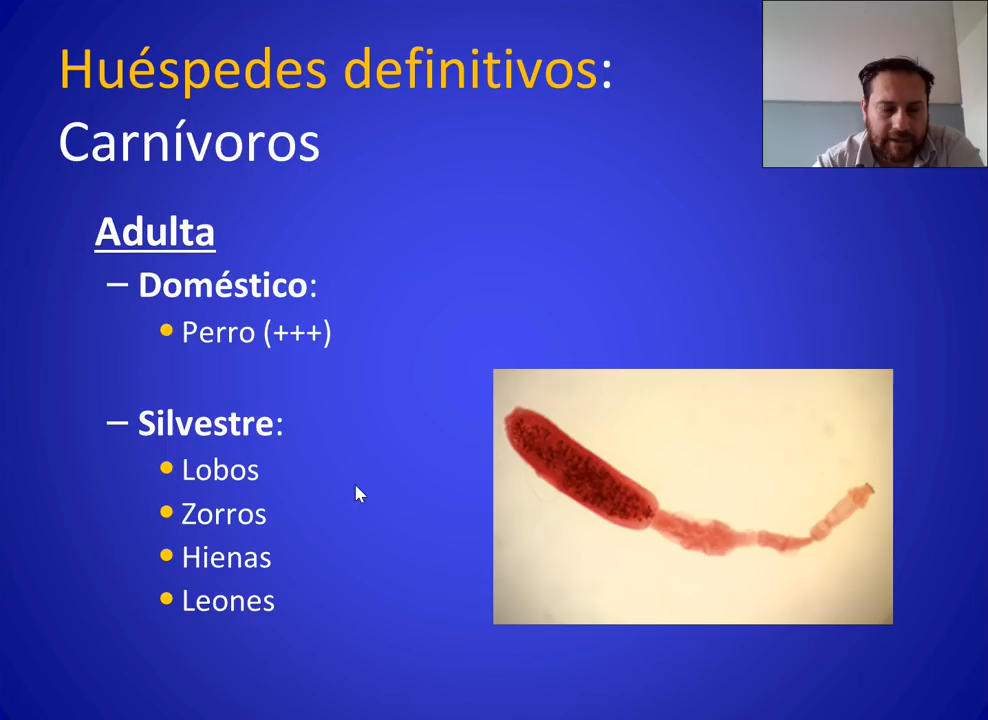 Huéspedes definitivos:
Carnívoros
Adulta
– Doméstico:
• Perro (+++)
– Silvestre:
• Lobos
• Zorros
• Hienas
• Leones